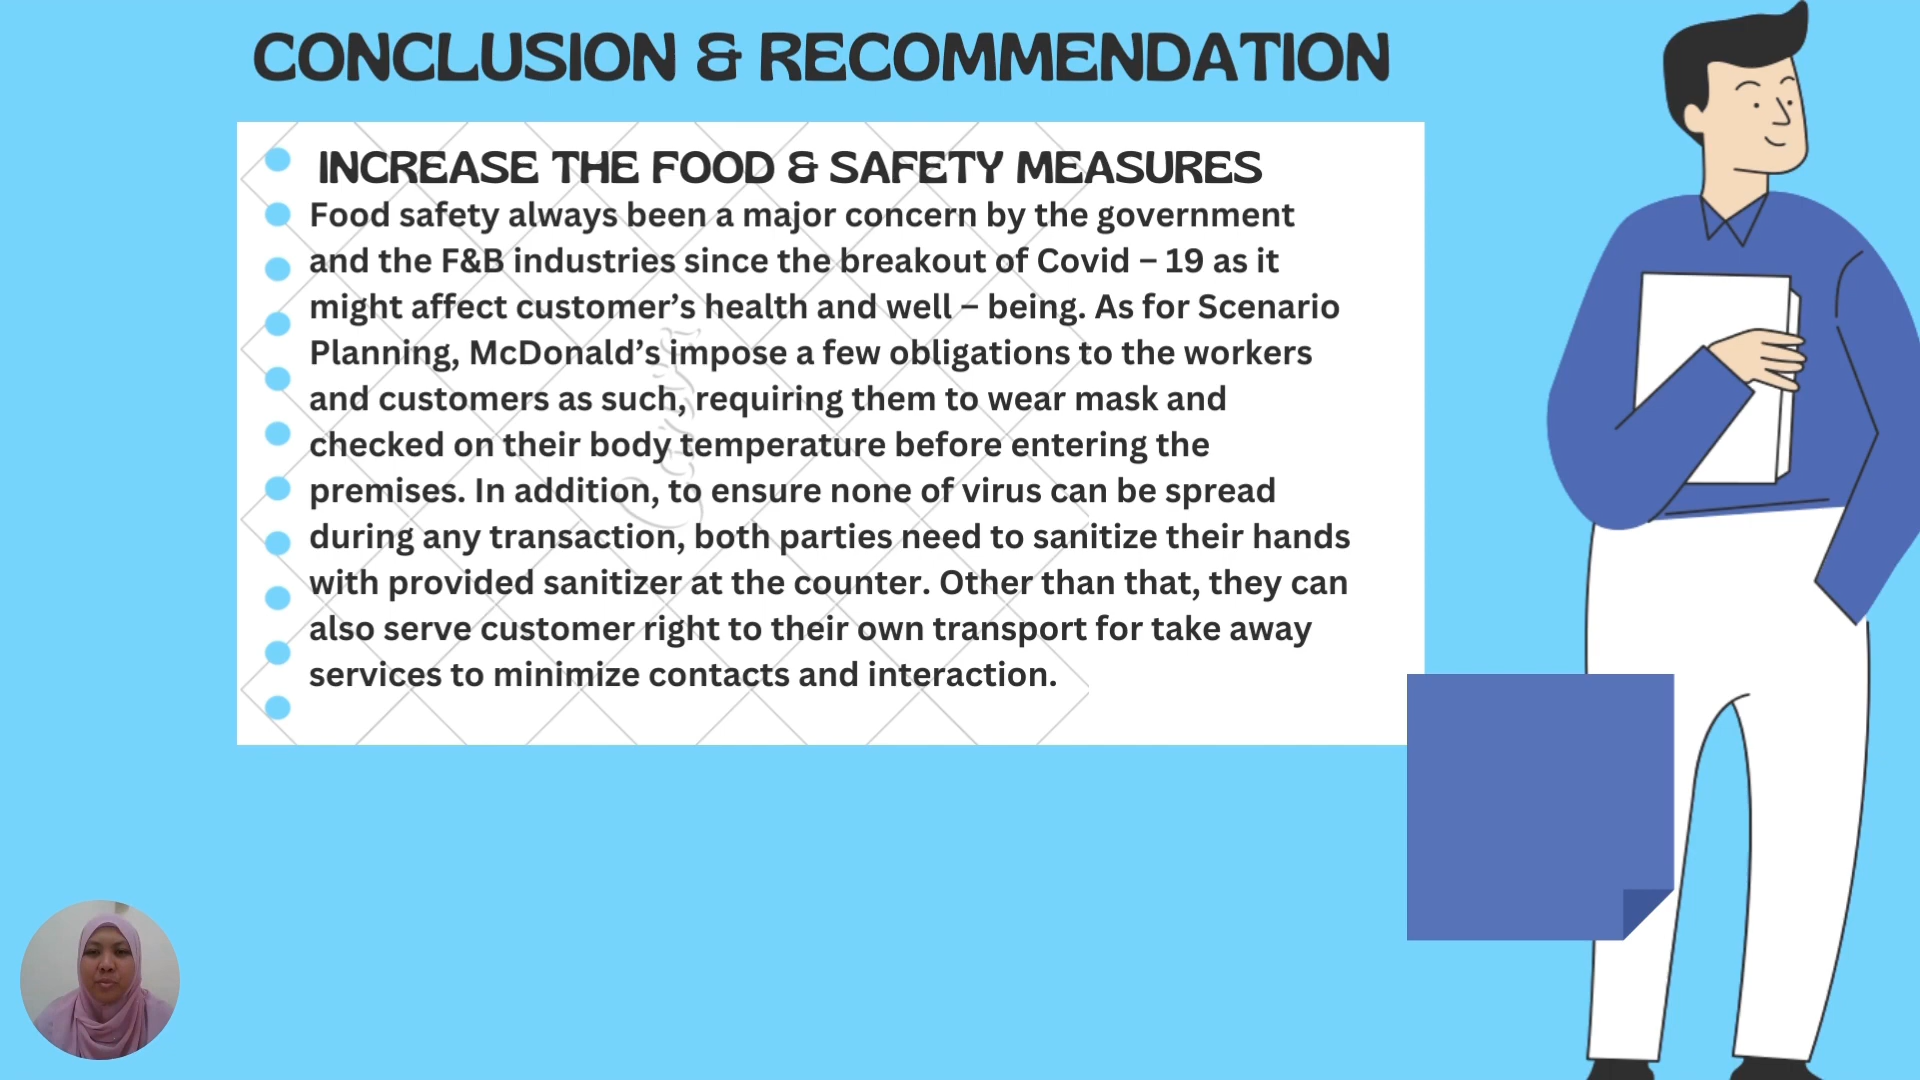 CONCLUSION & RECOMMENDATION
INCREASE THE FOOD & SAFETY MEASURES
Food safety always been a major concern by the government
and the F&B industries since the breakout of Covid – 19 as it
might affect customer’s health and well – being. As for Scenario
Planning, McDonald’s impose a few obligations to the workers
and customers as such, requiring them to wear mask and
checked on their body temperature before entering the
premises. In addition, to ensure none of virus can be spread
during any transaction, both parties need to sanitize their hands
with provided sanitizer at the counter. Other than that, they can
also serve customer right to their own transport for take away
services to minimize contacts and interaction.
Canva